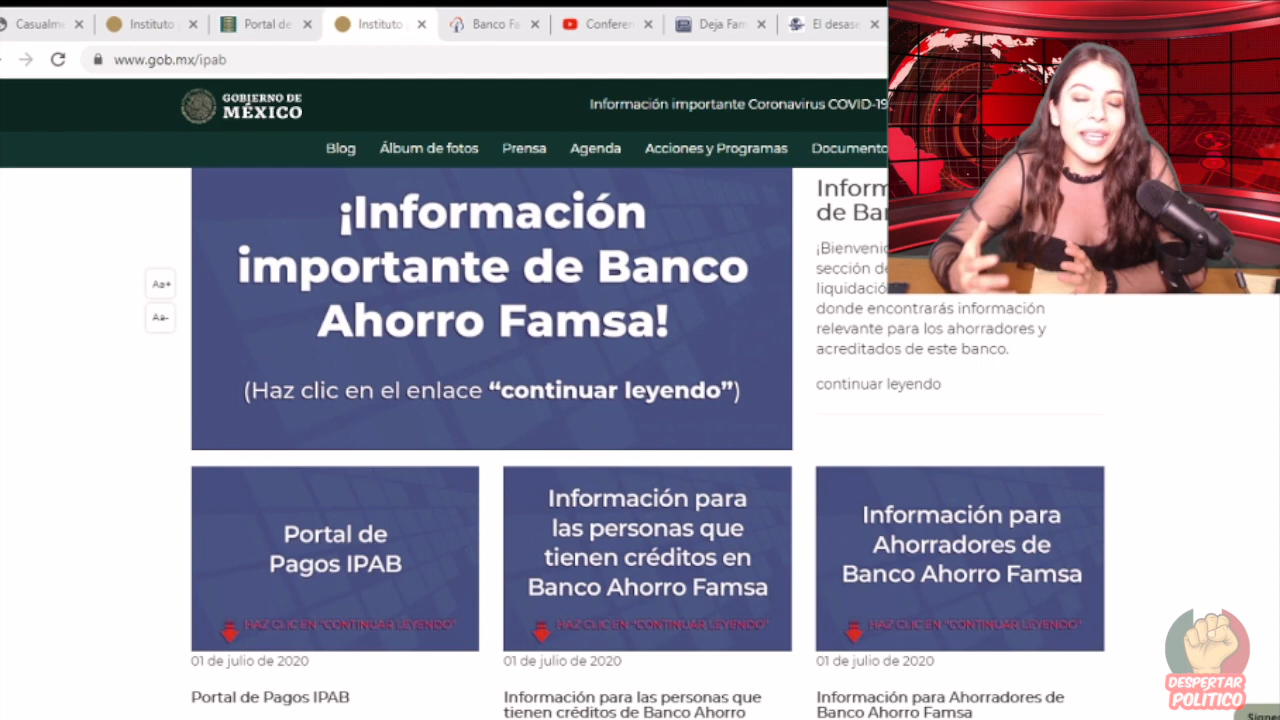 Casualme
Instituto
Portal de
Instituto
Banco Fa
Conferen
Deja Fam
El desas
www.gob.mx/ipab
GOBIERNO DE
MÉXICO
Información importante Coronavirus COVID-19
Blog
Álbum de fotos
Prensa
Agenda
Acciones y Programas
Documento
¡Información
importante de Banco
Ahorro Famsa!
(Haz clic en el enlace “continuar leyendo”)
Aa+
Aa-
Inform
de Ba
¡Bienveni
sección de
liquidació
donde encontrarás información
relevante para los ahorradores y
acreditados de este banco.
continuar leyendo
Portal de
Pagos IPAB
HAZ CLIC EN "CONTINUAR LEYENDO"
01 de julio de 2020
Portal de Pagos IPAB
Información para
las personas que
tienen créditos en
Banco Ahorro Famsa
HAZ CLIC EN "CONTINUAR LEYENDO"
01 de julio de 2020
Información para las personas que
tienen créditos de Banco Ahorro
Información para
Ahorradores de
Banco Ahorro Famsa
HAZ CLIC EN "CONTINUAR LEYENDO"
01 de julio de 2020
Información para Ahorradores de
Banco Ahorro Famsa
DESPERTAR
POLITICO